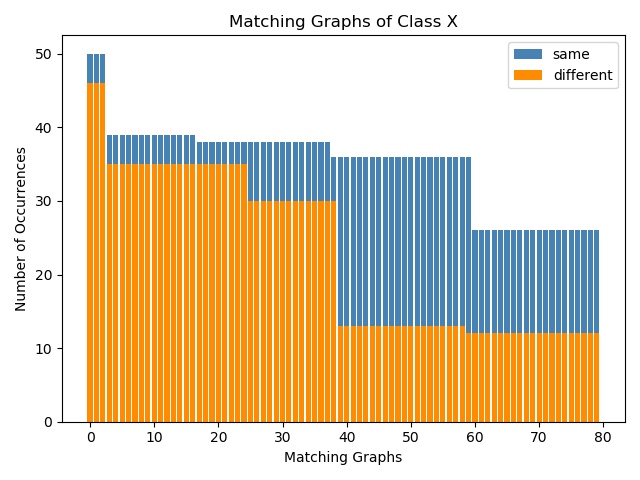 Matching Graphs of Class X
same
different
Number of Occurrences
50
40
30
20
10
0
0 10 20 30 40 50 60 70 80
Matching Graphs